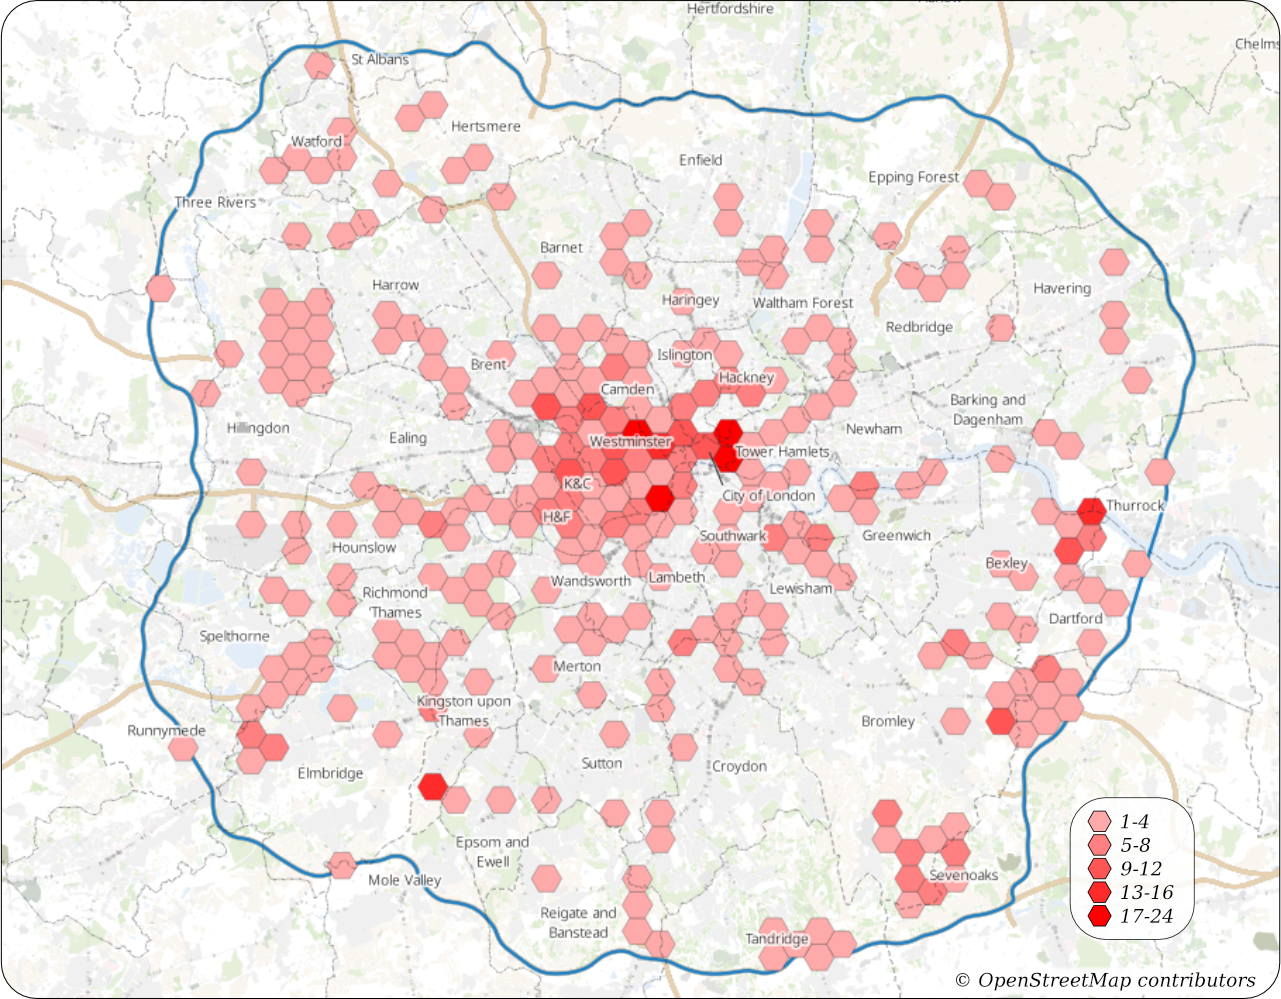 Hertfordshire
Chelms
St Albans
Hertsmere
Watford
Enfield
Epping Forest
Three Rivers
Barnet
Harrow
Havering
Haringey
Waltham Forest
Redbridge
Islington
Brent
Hackney
Camden
Barking and
Dagenham
Hillingdon
Ealing
Newham
Westminster
Tower Hamlets
K&C
City of London
Thurrock
H&F
Southwark
Greenwich
Hounslow
Bexley
Wandsworth
Lambeth
Lewisham
Richmond
'Thames
Dartford
Spelthorne
Merton
Kingston upon
Thames
Bromley
Runnymede
Elmbridge
Sutton
Croydon
Epsom and
Ewell
Mole Valley
Sevenoaks
Reigate and
Banstead
Tandridge
1-4
5-8
9-12
13-16
17-24
© OpenStreetMap contributors